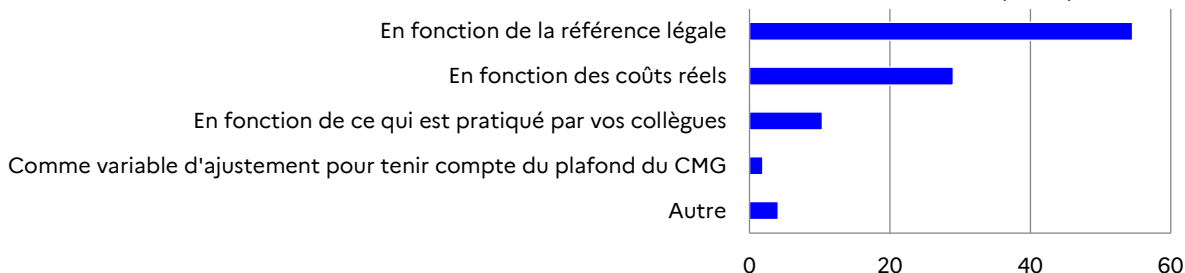 En fonction de la référence légale
En fonction des coûts réels
En fonction de ce qui est pratiqué par vos collègues
Comme variable d'ajustement pour tenir compte du plafond du CMG
Autre
0 20 40 60